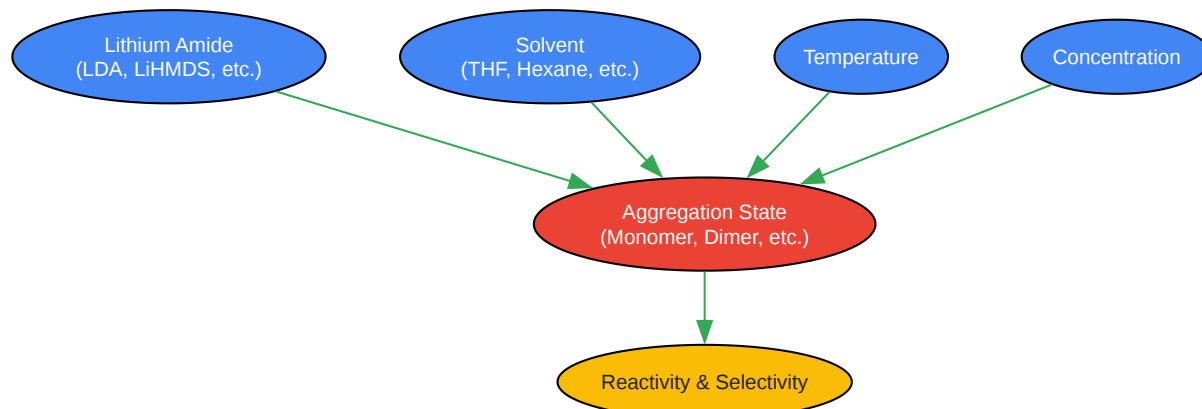 Lithium Amide
(LDA, LiHMDS, etc.)
Solvent
(THF, Hexane, etc.)
Temperature
Concentration
Aggregation State
(Monomer, Dimer, etc.)
Reactivity & Selectivity